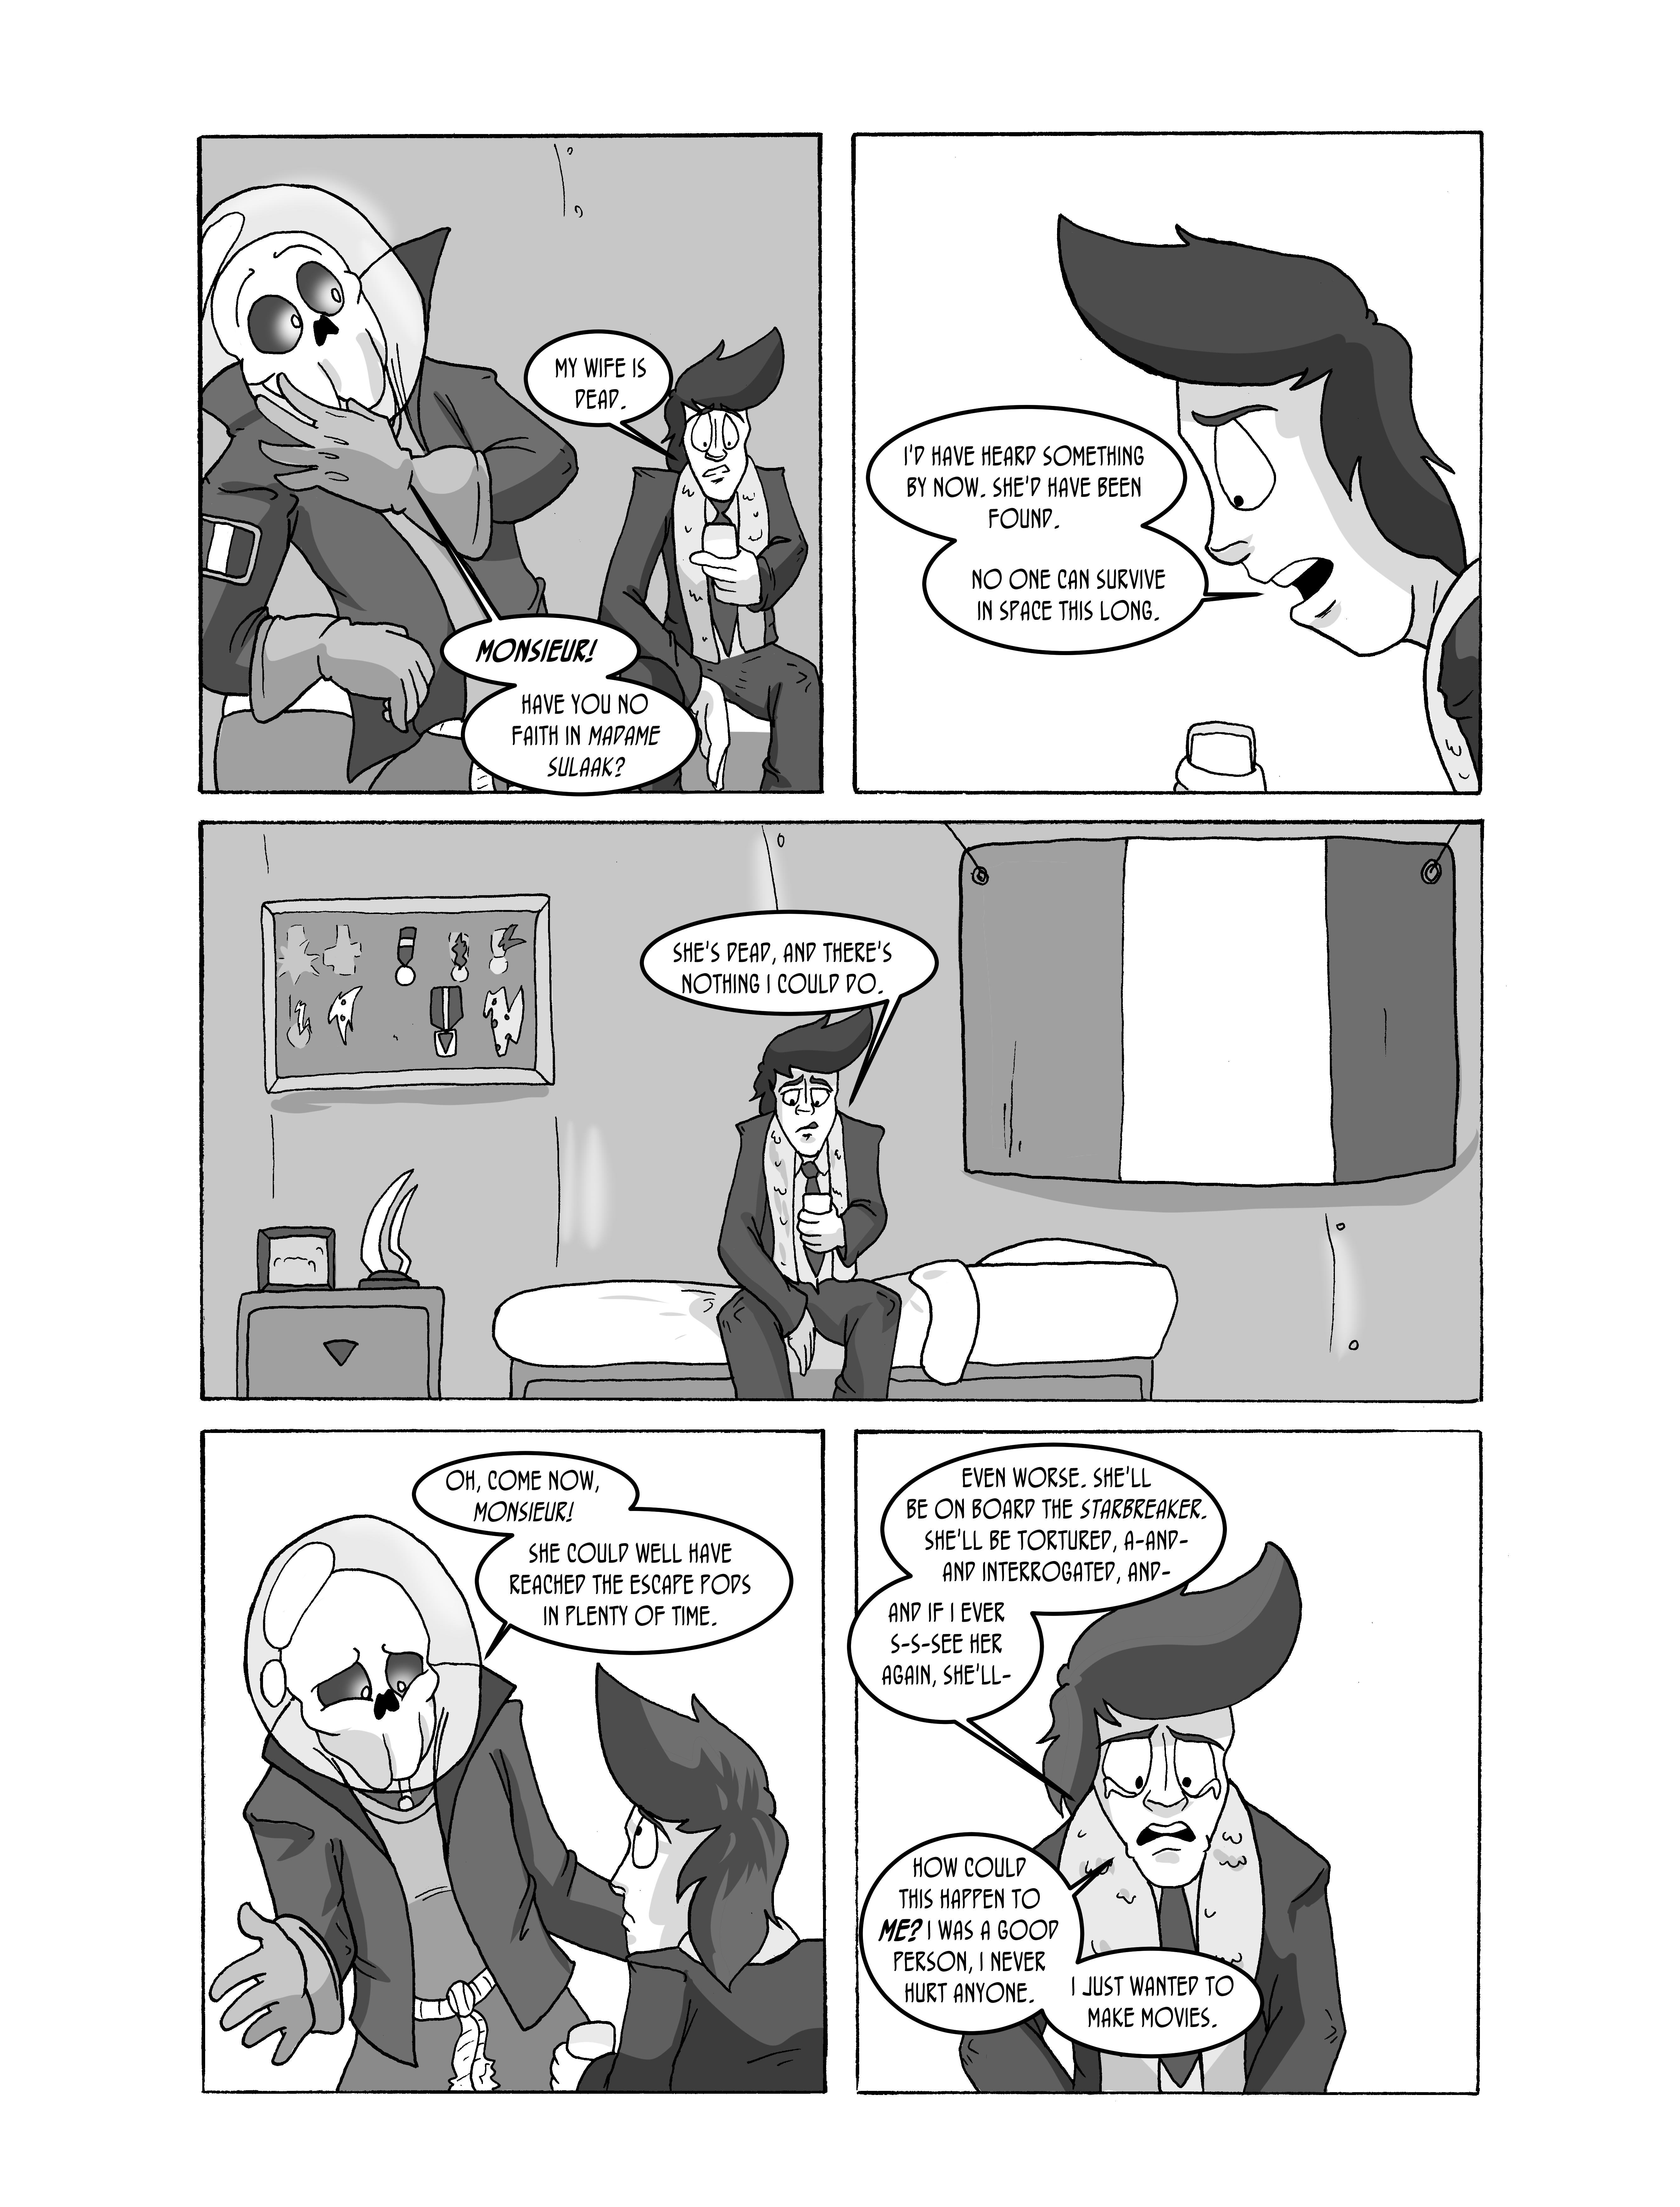 MY WIFE IS
DEAD.
MONSIEUR!
HAVE YOU NO
FAITH IN MADAME
SULAAK?
I'D HAVE HEARD SOMETHING
BY NOW. SHE'D HAVE BEEN
FOUND.
NO ONE CAN SURVIVE
IN SPACE THIS LONG.
SHE'S DEAD, AND THERE'S
NOTHING I COULD DO.
OH, COME NOW,
MONSIEUR!
SHE COULD WELL HAVE
REACHED THE ESCAPE PODS
IN PLENTY OF TIME.
EVEN WORSE. SHE'LL
BE ON BOARD THE STARBREAKER.
SHE'LL BE TORTURED, A-AND-
AND INTERROGATED, AND-
AND IF I EVER
S-S-SEE HER
AGAIN, SHE'LL-
HOW COULD
THIS HAPPEN TO
ME? I WAS A GOOD
PERSON, I NEVER
HURT ANYONE.
I JUST WANTED TO
MAKE MOVIES.